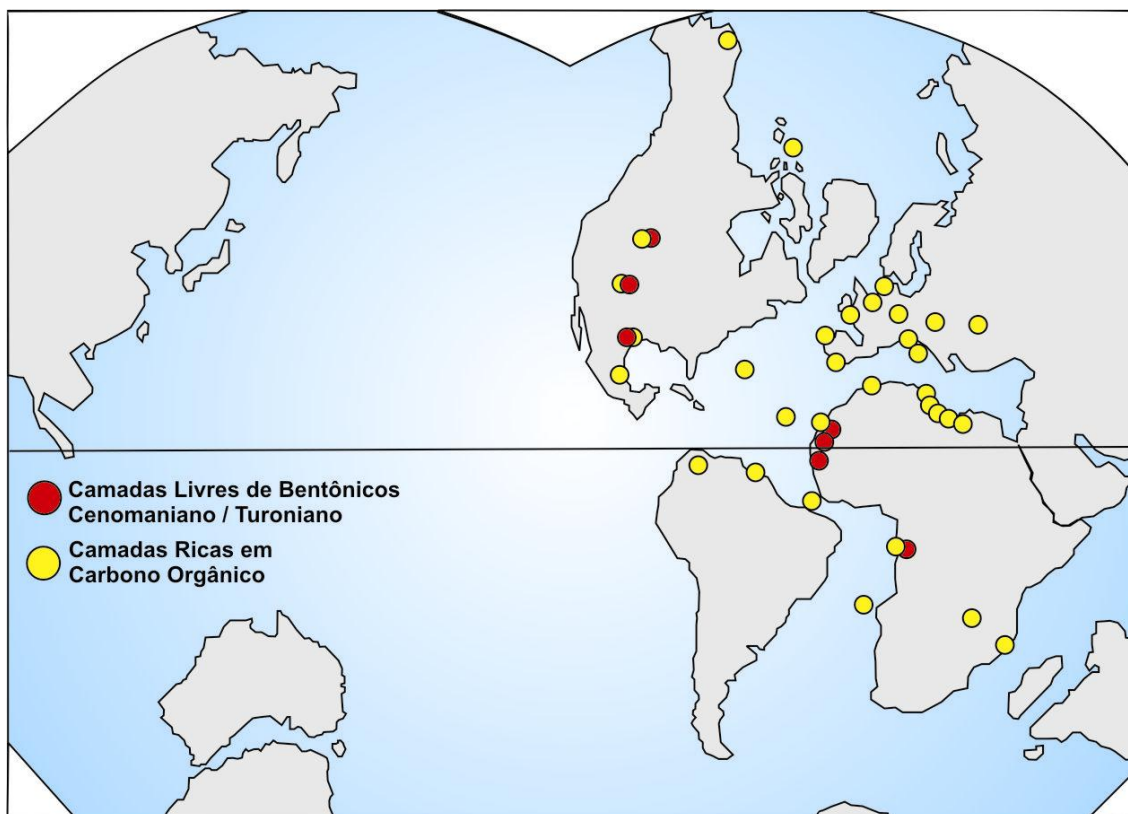 Camadas Livres de Bentônicos
Cenomaniano / Turoniano
Camadas Ricas em
Carbono Orgânico